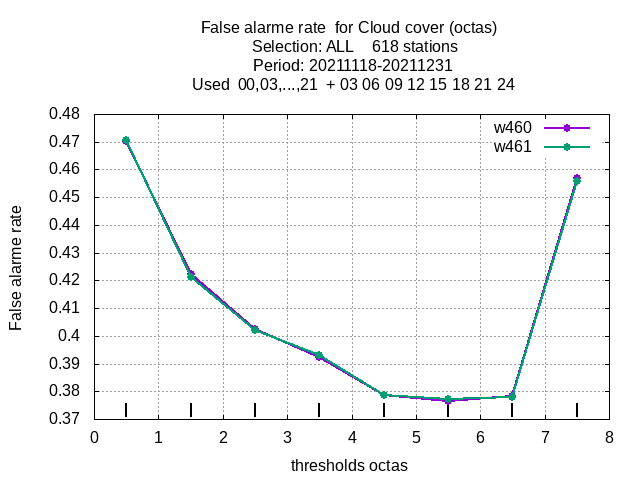 False alarme rate  for Cloud cover (octas)
Selection: ALL    618 stations
Period: 20211118-20211231
Used  00,03,...,21  + 03 06 09 12 15 18 21 24
w460
w461
0.48
0.47
0.46
0.45
0.44
0.43
0.42
0.41
0.4
0.39
0.38
0.37
False alarme rate
0 1 2 3 4 5 6 7 8
thresholds octas